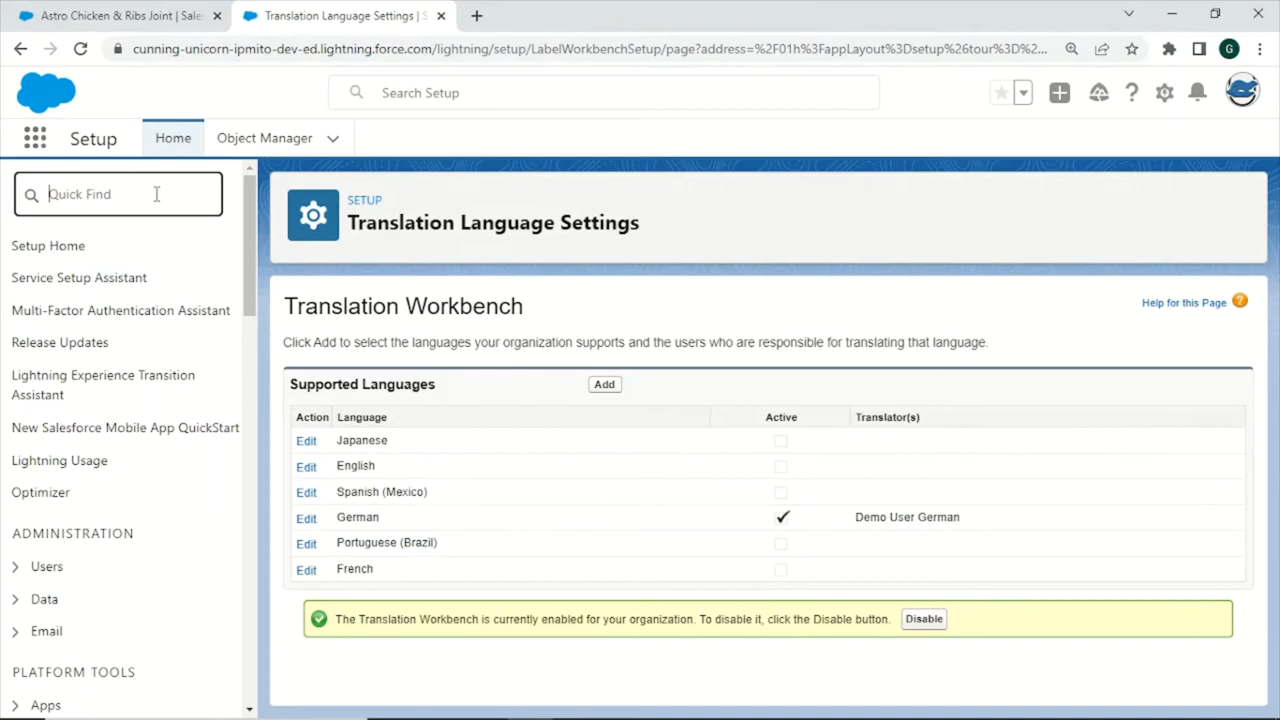 Astro Chicken & Ribs Joint | Sale
Translation Language Settings | S
cunning-unicorn-ipmito-dev-ed.lightning.force.com/lightning/setup/LabelWorkbenchSetup/page?address=%2F01h%3FappLayout%3Dsetup%26tour%3D%2...
G
Search Setup
Setup
Home
Object Manager
Quick Find
Setup Home
Service Setup Assistant
Multi-Factor Authentication Assistant
Release Updates
Lightning Experience Transition
Assistant
New Salesforce Mobile App QuickStart
Lightning Usage
Optimizer
ADMINISTRATION
Users
Data
Email
PLATFORM TOOLS
Apps
SETUP
Translation Language Settings
Translation Workbench
Help for this Page ?
Click Add to select the languages your organization supports and the users who are responsible for translating that language.
Supported Languages Add
Action Language Active Translator(s)
Edit Japanese
Edit English
Edit Spanish (Mexico)
Edit German Demo User German
Edit Portuguese (Brazil)
Edit French
The Translation Workbench is currently enabled for your organization. To disable it, click the Disable button. Disable